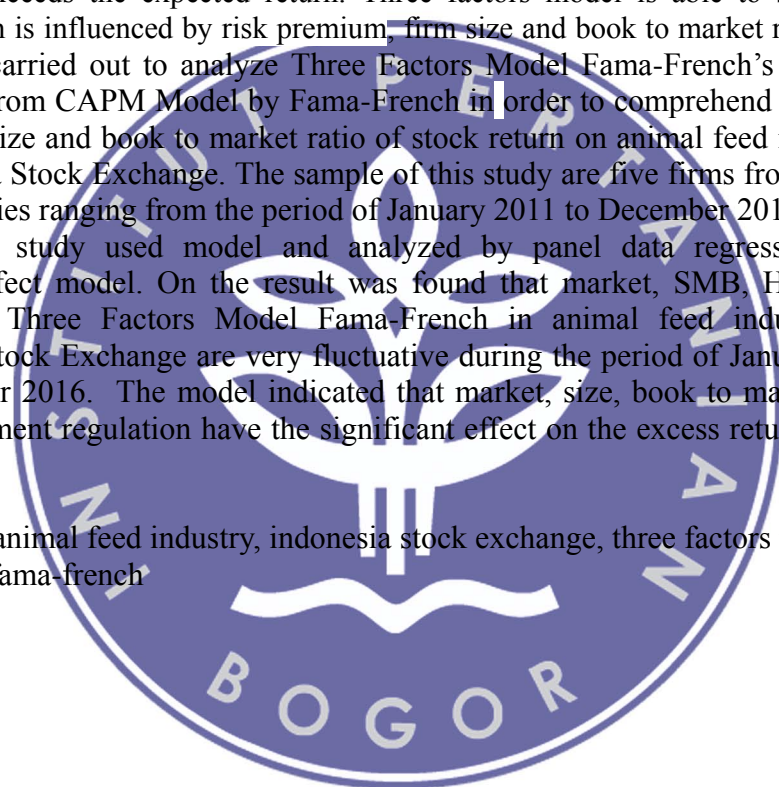 ceeds the expected return. Three factors model is able to
n is influenced by risk premium, firm size and book to market r
carried out to analyze Three Factors Model Fama-French's
rom CAPM Model by Fama-French in order to comprehend
ize and book to market ratio of stock return on animal feed
a Stock Exchange. The sample of this study are five firms fro
ies ranging from the period of January 2011 to December 201
study used model and analyzed by panel data regress
ffect model. On the result was found that market, SMB, H
Three Factors Model Fama-French in animal feed indu
Stock Exchange are very fluctuative during the period of Janu
r 2016. The model indicated that market, size, book to ma
ment regulation have the significant effect on the excess retu
animal feed industry, indonesia stock exchange, three factors
fama-french
INSTITUT PERTANIAN
BOGOR